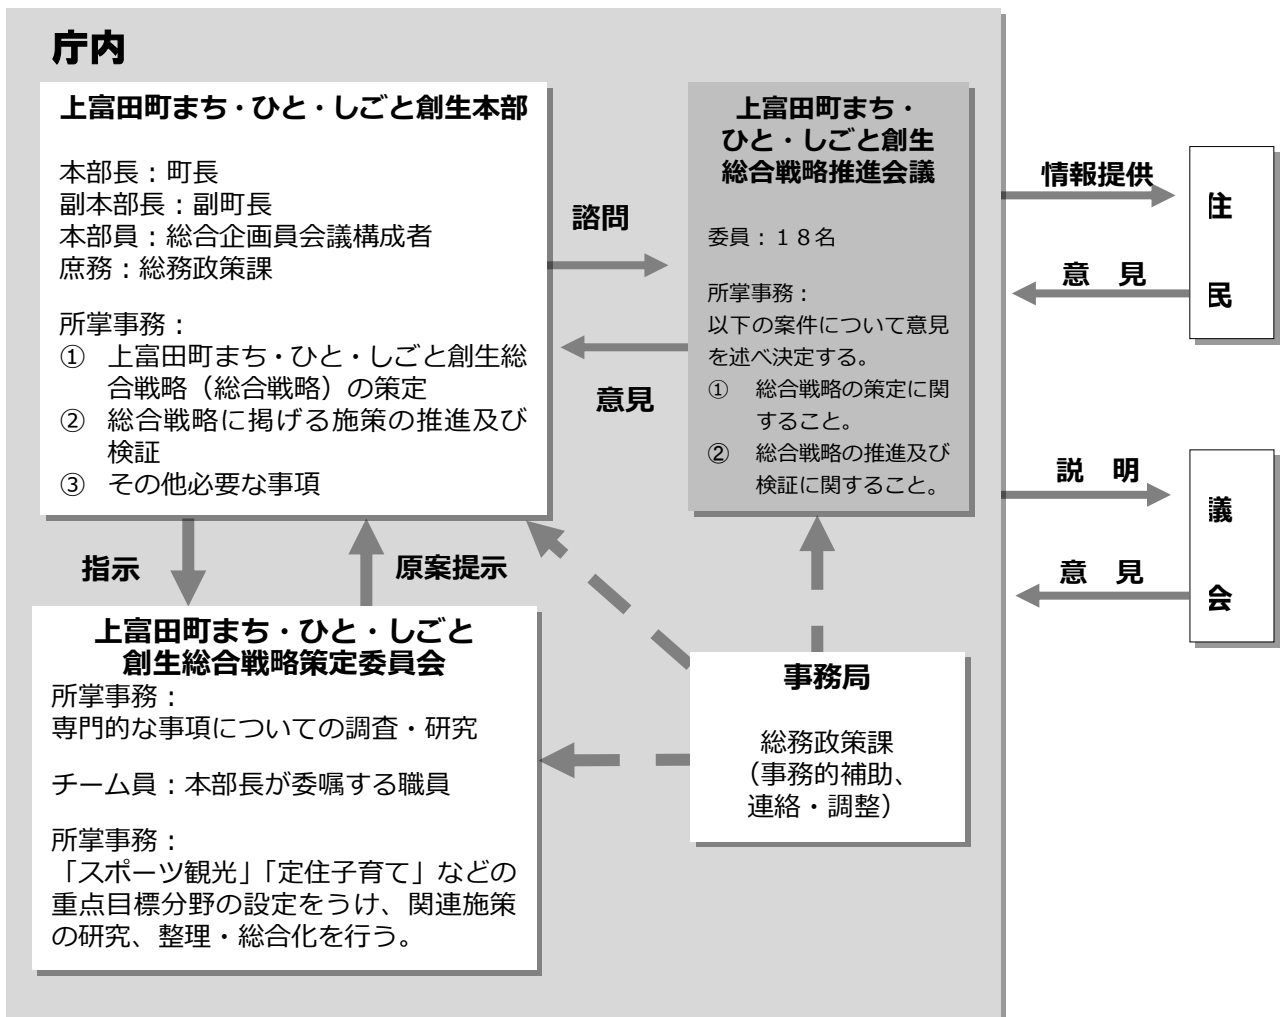 庁内
上富田町まち・ひと・しごと創生本部
本部長：町長
副本部長：副町長
本部員：総合企画員会議構成者
庶務：総務政策課
所掌事務：
① 上富田町まち・ひと・しごと創生総
合戦略（総合戦略）の策定
② 総合戦略に掲げる施策の推進及び
検証
③ その他必要な事項
諮問
意見
上富田町まち・
ひと・しごと創生
総合戦略推進会議
委員：１８名
所掌事務：
以下の案件について意見
を述べ決定する。
① 総合戦略の策定に関
すること。
② 総合戦略の推進及び
検証に関すること。
情報提供
意 見
住
民
説 明
意 見
議
会
指示
原案提示
上富田町まち・ひと・しごと
創生総合戦略策定委員会
所掌事務：
専門的な事項についての調査・研究
チーム員：本部長が委嘱する職員
所掌事務：
「スポーツ観光」「定住子育て」などの
重点目標分野の設定をうけ、関連施策
の研究、整理・総合化を行う。
事務局
総務政策課
（事務的補助、
連絡・調整）